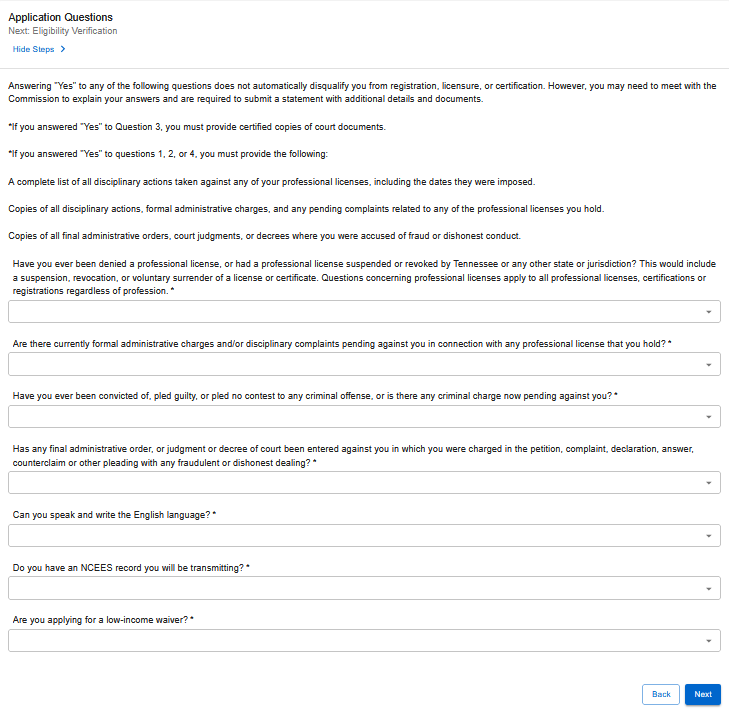 Application Questions
Next: Eligibility Verification
Hide Steps
Answering "Yes" to any of the following questions does not automatically disqualify you from registration, licensure, or certification. However, you may need to meet with the
Commission to explain your answers and are required to submit a statement with additional details and documents.
*If you answered "Yes" to Question 3, you must provide certified copies of court documents.
*If you answered "Yes" to questions 1, 2, or 4, you must provide the following:
A complete list of all disciplinary actions taken against any of your professional licenses, including the dates they were imposed.
Copies of all disciplinary actions, formal administrative charges, and any pending complaints related to any of the professional licenses you hold.
Copies of all final administrative orders, court judgments, or decrees where you were accused of fraud or dishonest conduct.
Have you ever been denied a professional license, or had a professional license suspended or revoked by Tennessee or any other state or jurisdiction? This would include
a suspension, revocation, or voluntary surrender of a license or certificate. Questions concerning professional licenses apply to all professional licenses, certifications or
registrations regardless of profession. *
Are there currently formal administrative charges and/or disciplinary complaints pending against you in connection with any professional license that you hold? *
Have you ever been convicted of, pled guilty, or pled no contest to any criminal offense, or is there any criminal charge now pending against you? *
Has any final administrative order, or judgment or decree of court been entered against you in which you were charged in the petition, complaint, declaration, answer,
counterclaim or other pleading with any fraudulent or dishonest dealing? *
Can you speak and write the English language? *
Do you have an NCEES record you will be transmitting? *
Are you applying for a low-income waiver? *
Back
Next